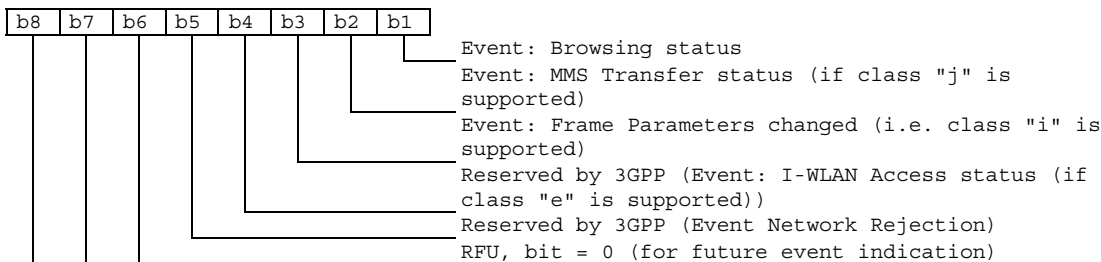 b8 b7 b6 b5 b4 b3 b2 b1
Event: Browsing status
Event: MMS Transfer status (if class "j" is
supported)
Event: Frame Parameters changed (i.e. class "i" is
supported)
Reserved by 3GPP (Event: I-WLAN Access status (if
class "e" is supported))
Reserved by 3GPP (Event Network Rejection)
RFU, bit = 0 (for future event indication)